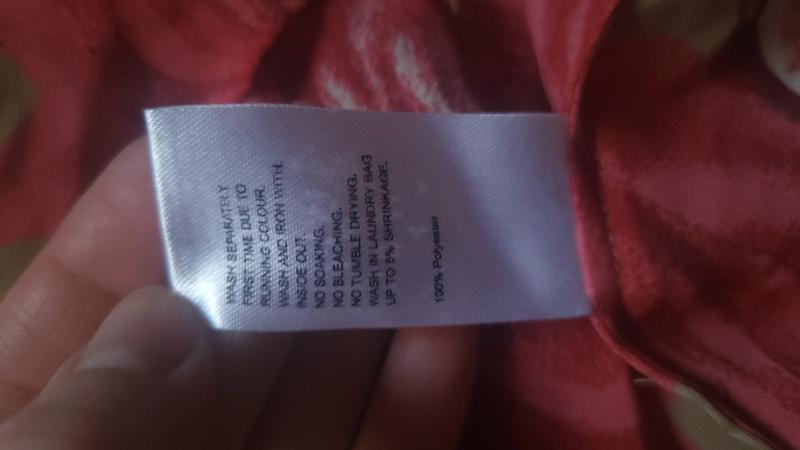 WASH SEPARATELY
FIRST TIME DUE TO
RUNNING COLOUR.
WASH AND IRON WITH,
INSIDE OUT.
NO SOAKING.
NO BLEACHING.
NO TUMBLE DRYING.
WASH IN LAUNDRY BAG
UP TO 5% SHRINKAGE.
100% Polyester